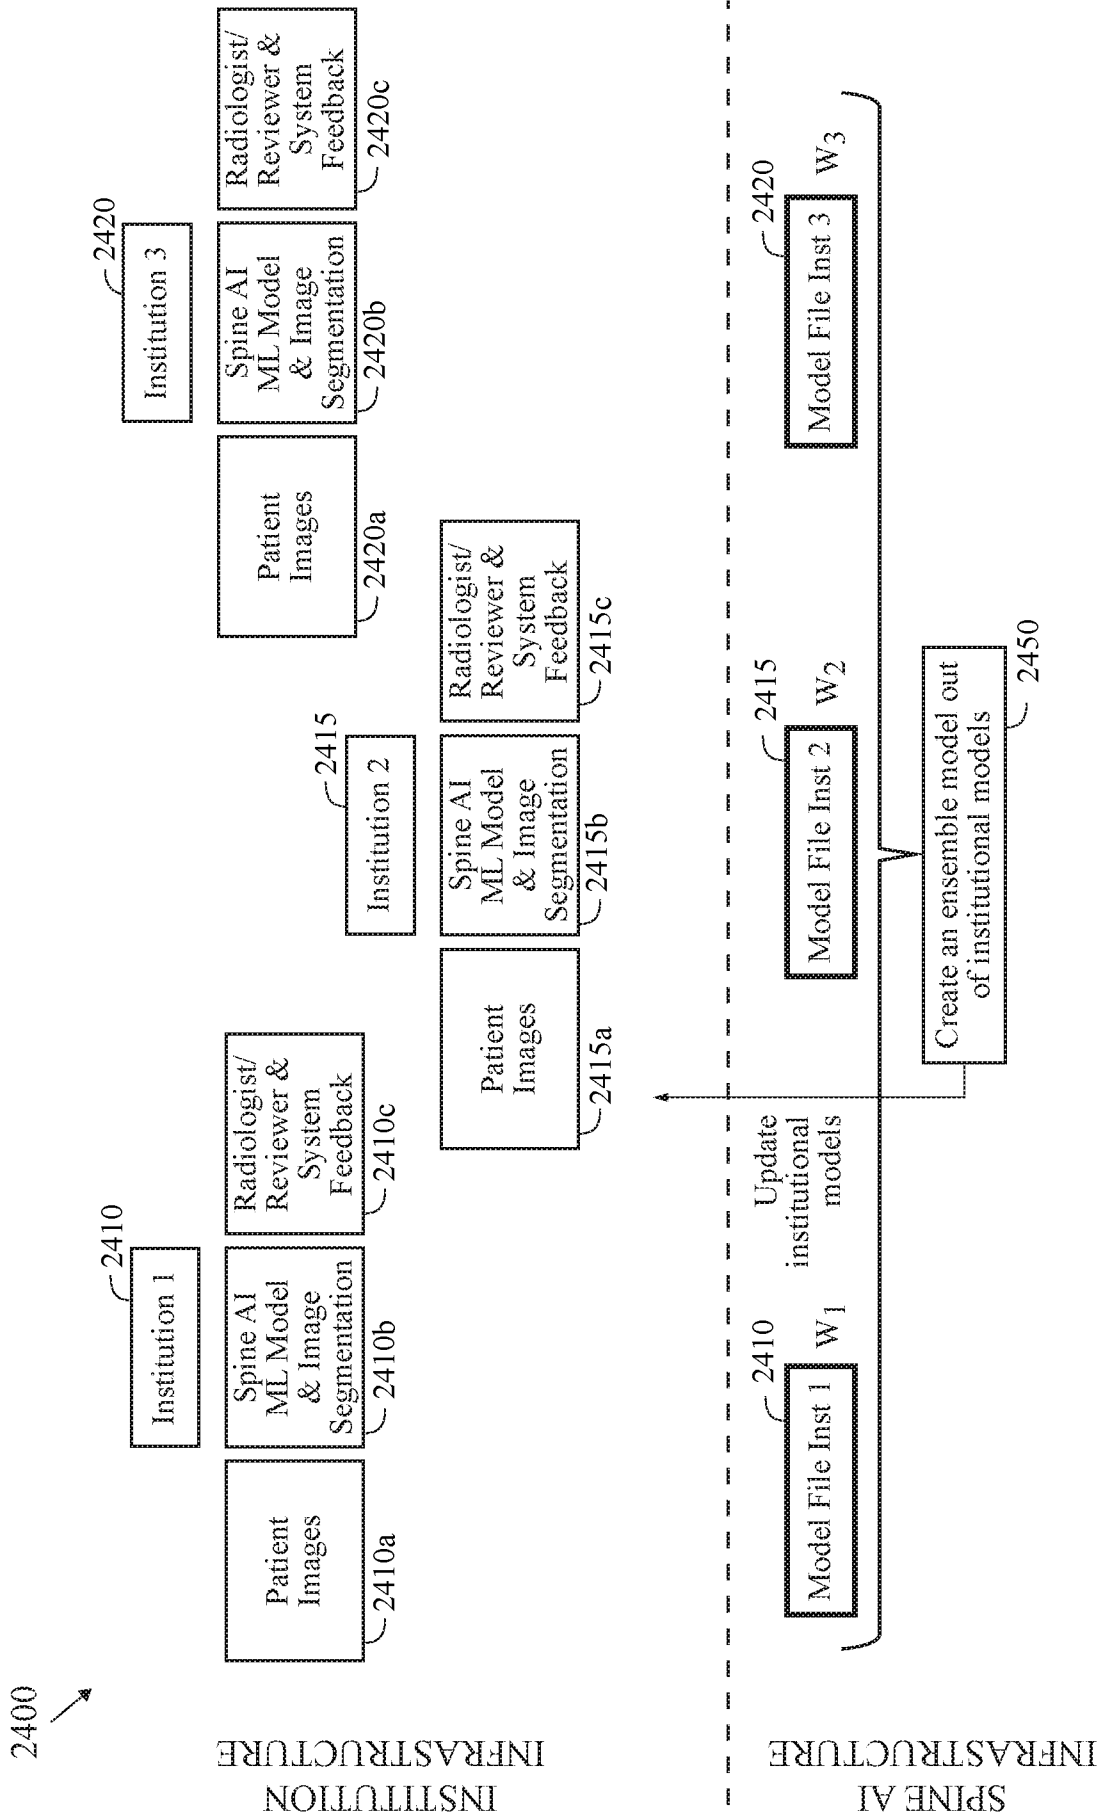 2400
INSTITUTION
INFRASTRUCTURE
2410
Institution 1
Patient
Images
2410a
Spine AI
ML Model
& Image
Segmentation
2410b
Radiologist/
Reviewer &
System
Feedback
2410c
2415
Institution 2
Patient
Images
2415a
Spine AI
ML Model
& Image
Segmentation
2415b
Radiologist/
Reviewer &
System
Feedback
2415c
2420
Institution 3
Patient
Images
2420a
Spine AI
ML Model
& Image
Segmentation
2420b
Radiologist/
Reviewer &
System
Feedback
2420c
SPINE AI
INFRASTRUCTURE
2410
Model File Inst 1
W1
Update
institutional
models
2415
Model File Inst 2
W2
2420
Model File Inst 3
W3
Create an ensemble model out
of institutional models
2450